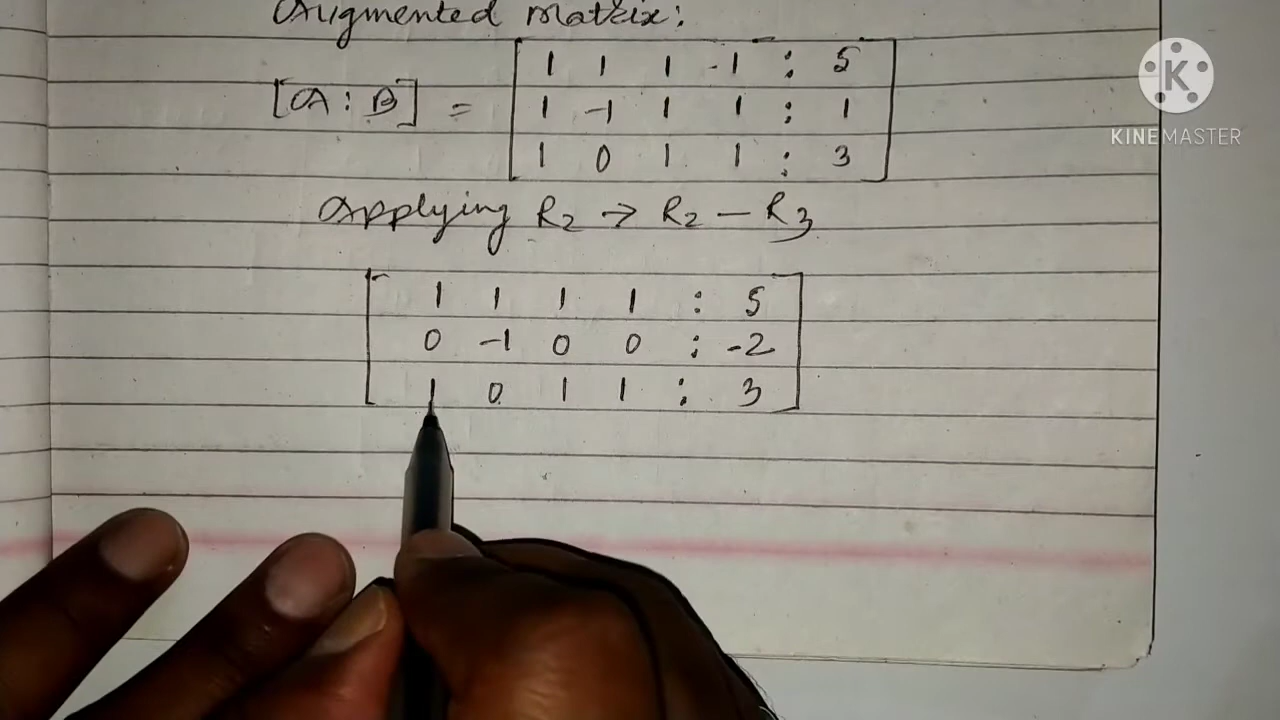 Augmented matrix:
[A : B] =
1 1 1 -1 : 5
1 -1 1 1 : 1
1 0 1 1 : 3
Applying R2 → R2 – R3
1 1 1 1 : 5
0 -1 0 0 : -2
1 0 1 1 : 3
K
KINEMASTER